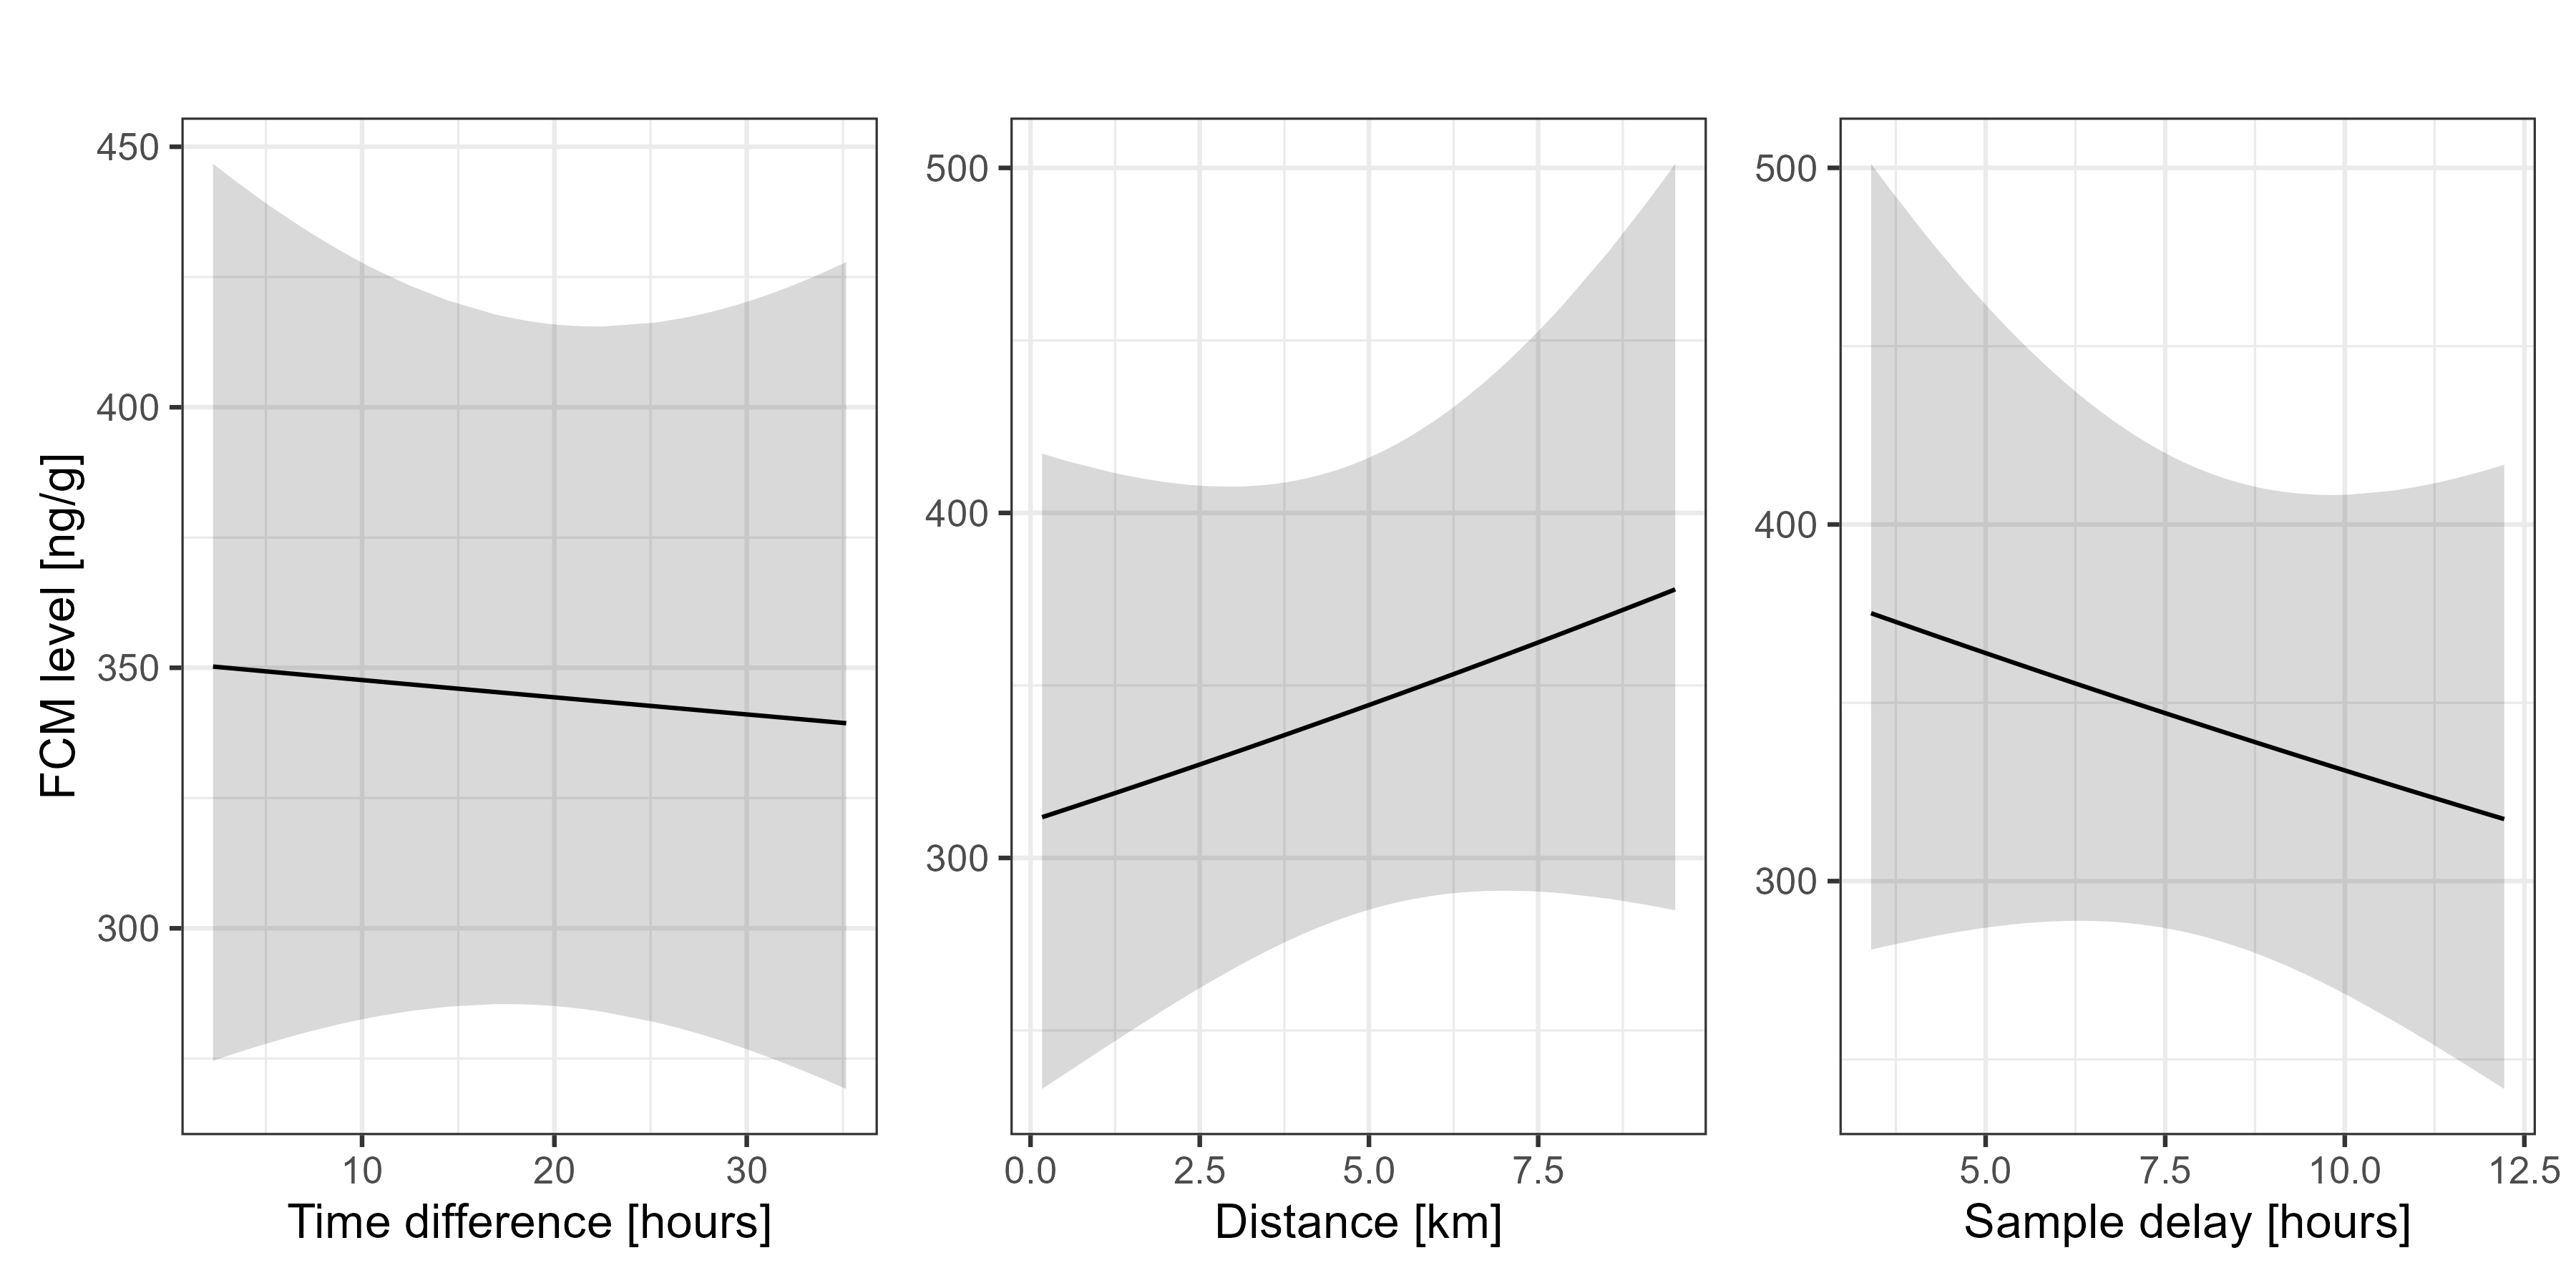 FCM level [ng/g]
450
400
350
300
10 20 30
Time difference [hours]
500
400
300
0.0 2.5 5.0 7.5
Distance [km]
500
400
300
5.0 7.5 10.0 12.5
Sample delay [hours]